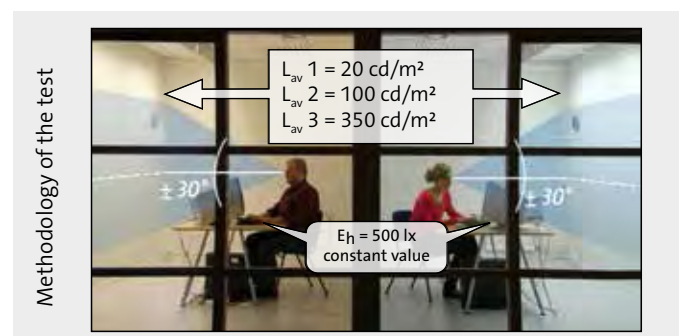 Methodology of the test
Lav 1 = 20 cd/m²
Lav 2 = 100 cd/m²
Lav 3 = 350 cd/m²
± 30°
± 30°
Eh = 500 lx
constant value